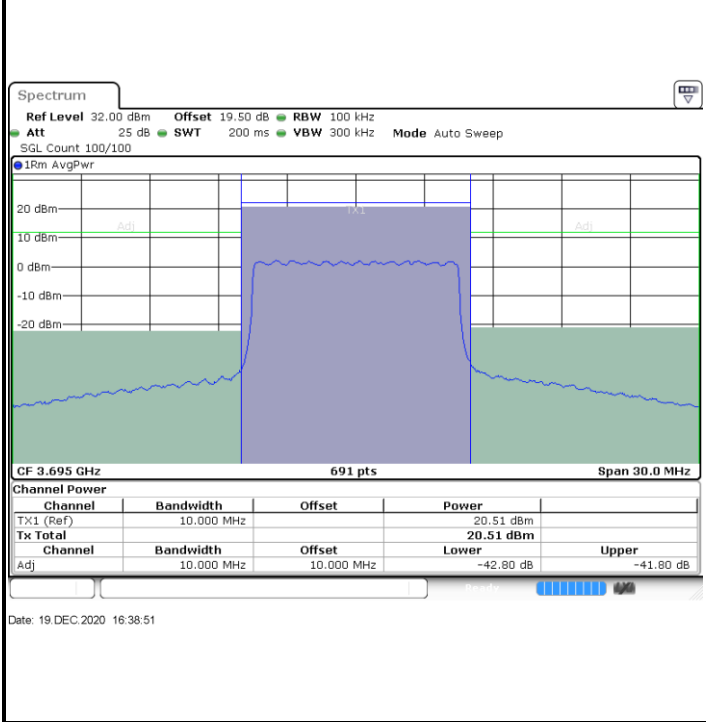 Spectrum
Ref Level 32.00 dBm Offset 19.50 dB RBW 100 kHz
Att 25 dB SWT 200 ms VBW 300 kHz Mode Auto Sweep
SGL Count 100/100
1Rm AvgPwr
20 dBm
TX1
Adj
Adj
10 dBm
0 dBm
-10 dBm
-20 dBm
CF 3.695 GHz 691 pts Span 30.0 MHz
Channel Power
Channel Bandwidth Offset Power
TX1 (Ref) 10.000 MHz 20.51 dBm
Tx Total 20.51 dBm
Channel Bandwidth Offset Lower Upper
Adj 10.000 MHz 10.000 MHz -42.80 dB -41.80 dB
Ready
Date: 19.DEC.2020 16:38:51